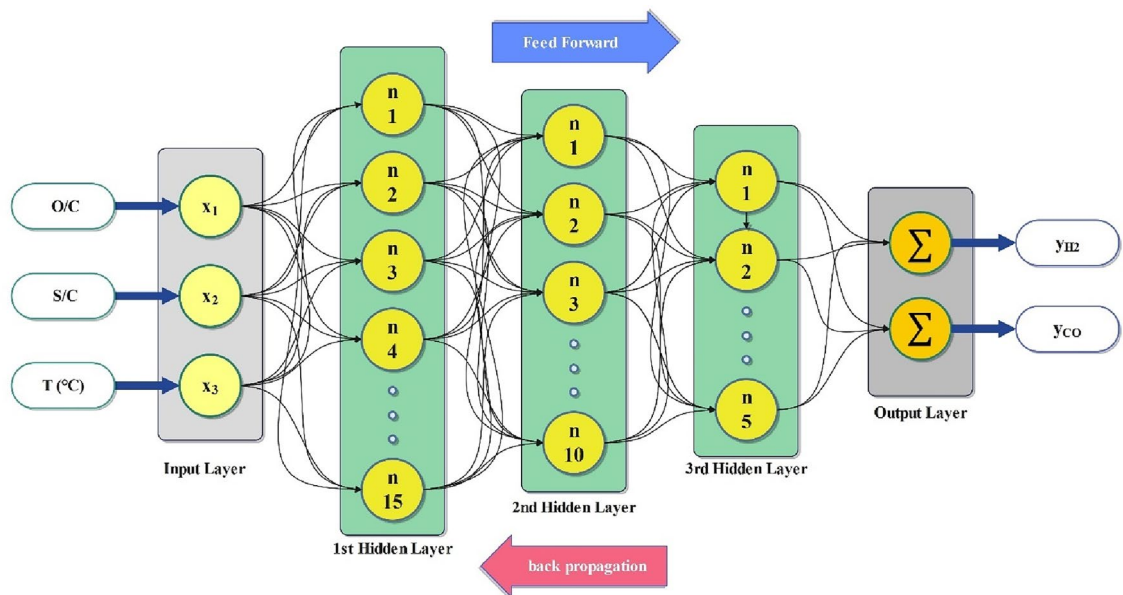 Feed Forward
O/C
S/C
T (°C)
x1
x2
x3
Input Layer
n
1
n
2
n
3
n
4
n
15
1st Hidden Layer
n
1
n
2
n
3
n
10
2nd Hidden Layer
n
1
n
2
n
5
3rd Hidden Layer
Σ
Σ
Output Layer
yH2
yCO
back propagation